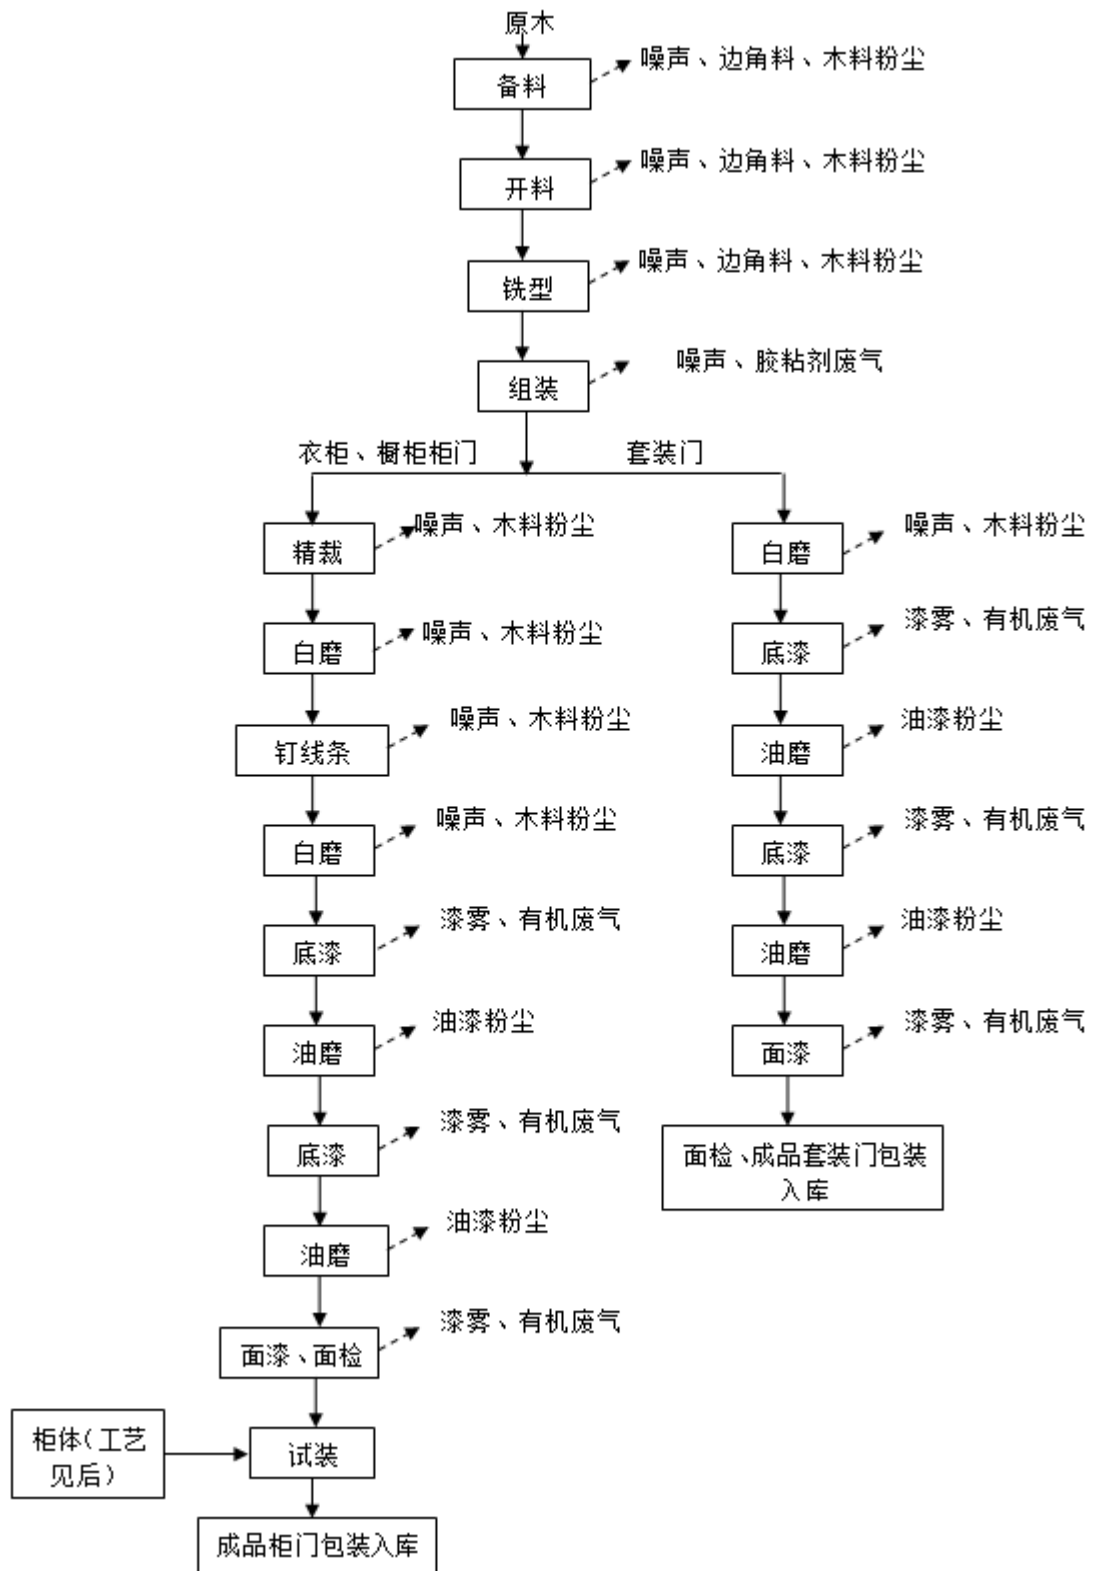 原木
备料
噪声、边角料、木料粉尘
开料
噪声、边角料、木料粉尘
铣型
噪声、边角料、木料粉尘
组装
噪声、胶粘剂废气
衣柜、橱柜柜门
套装门
精裁
噪声、木料粉尘
白磨
噪声、木料粉尘
钉线条
噪声、木料粉尘
白磨
噪声、木料粉尘
底漆
漆雾、有机废气
油磨
油漆粉尘
底漆
漆雾、有机废气
油磨
油漆粉尘
面漆、面检
漆雾、有机废气
柜体（工艺
见后）
试装
成品柜门包装入库
白磨
噪声、木料粉尘
底漆
漆雾、有机废气
油磨
油漆粉尘
底漆
漆雾、有机废气
油磨
油漆粉尘
面漆
漆雾、有机废气
面检、成品套装门包装
入库